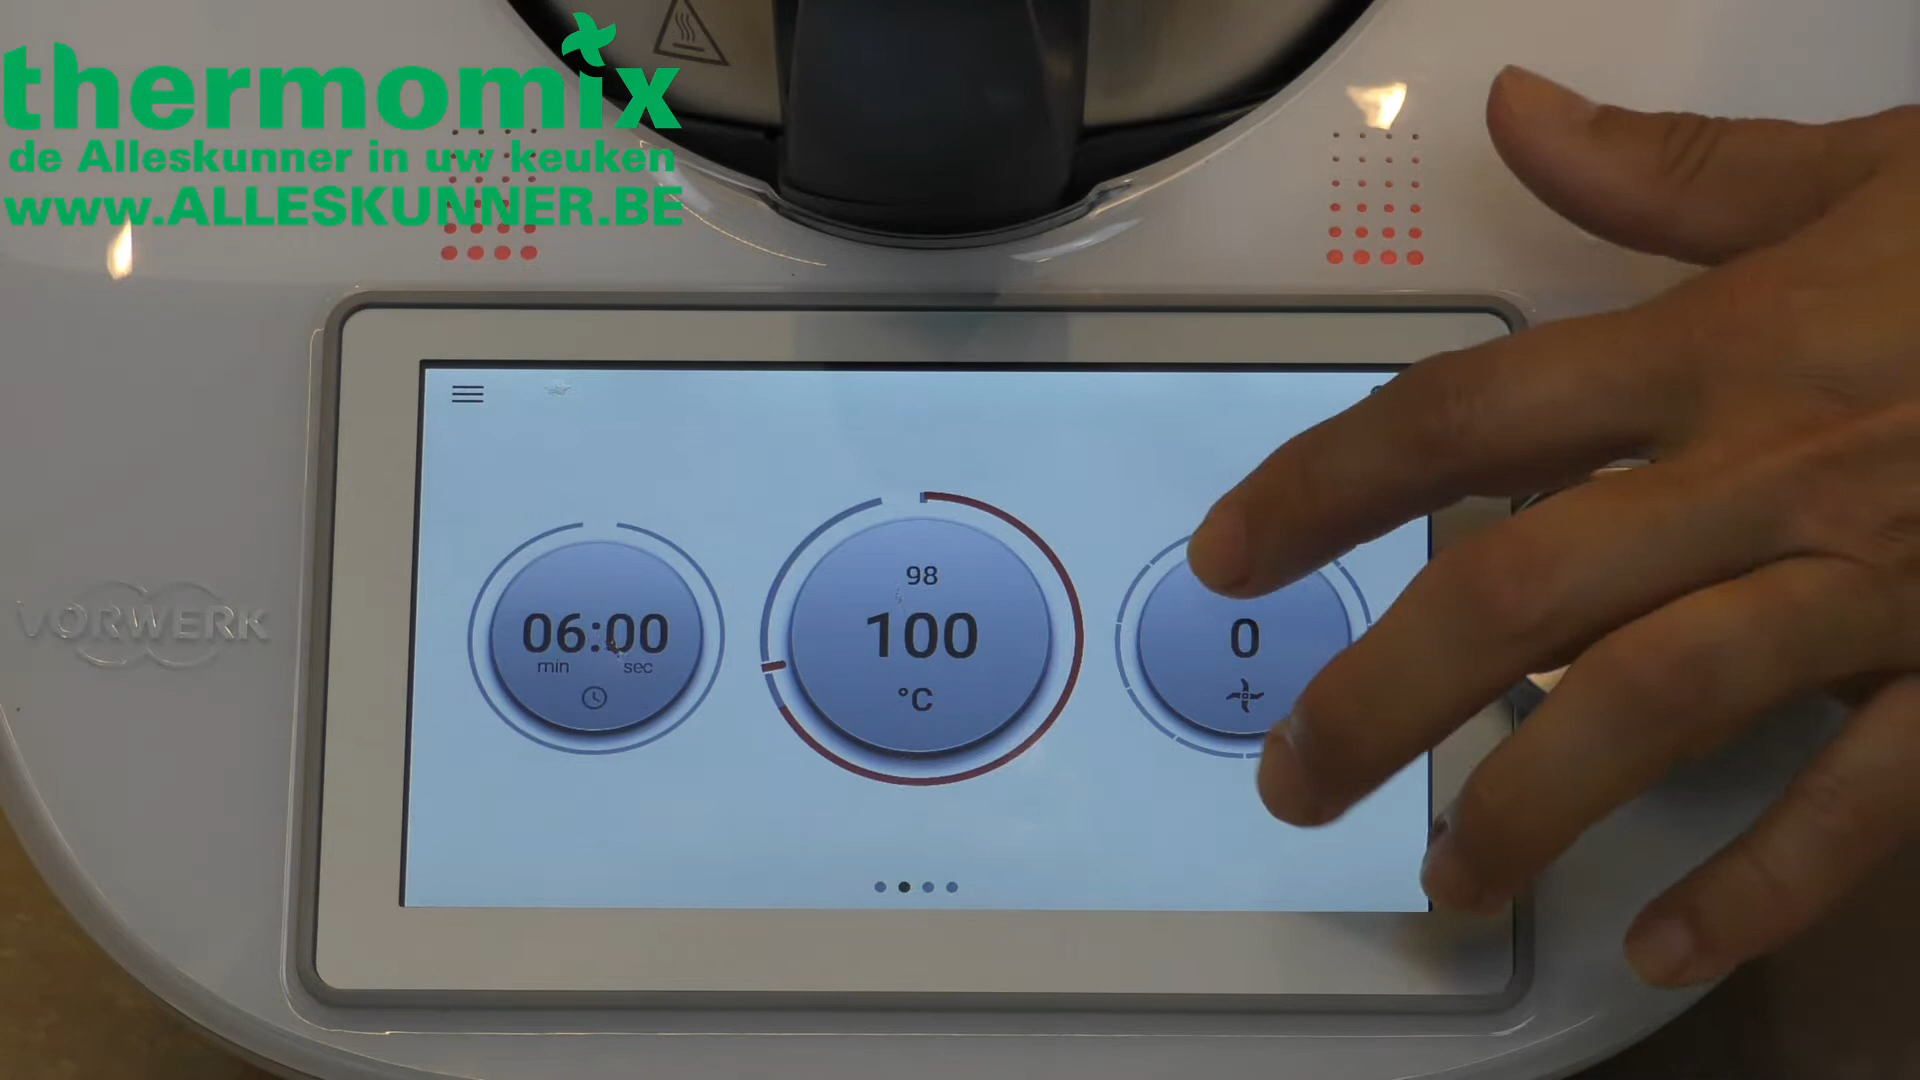 thermomix
de Alleskunner in uw keuken
www.ALLESKUNNER.BE
VORWERK
06:00
min sec
98
100
°C
0